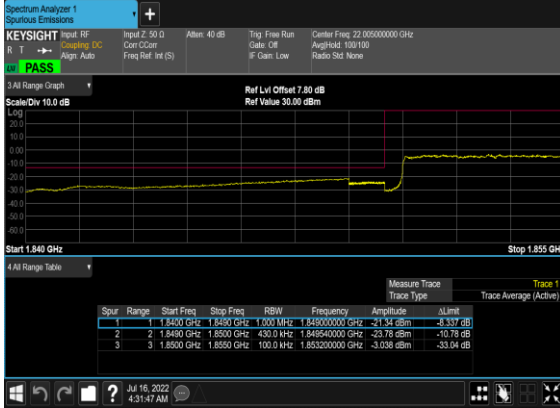 Spectrum Analyzer 1
Spurious Emissions
+
KEYSIGHT Input: RF Input Z: 50 Ω Atten: 40 dB Trig: Free Run Center Freq: 22.005000000 GHz
R T Coupling: DC Corr CCorr Gate: Off Avg|Hold: 100/100
Align: Auto Freq Ref: Int (S) IF Gain: Low Radio Std: None
PASS
3 All Range Graph Ref Lvl Offset 7.80 dB
Scale/Div 10.0 dB Ref Value 30.00 dBm
Log
20.0
10.0
0.00
-10.0
-20.0
-30.0
-40.0
-50.0
-60.0
Start 1.840 GHz Stop 1.855 GH
4 All Range Table
Measure Trace Trace 1
Trace Type Trace Average (Active)
Spur Range Start Freq Stop Freq RBW Frequency Amplitude ΔLimit
1 1 1.8400 GHz 1.8490 GHz 1.000 MHz 1.849000000 GHz -21.34 dBm -8.337 dB
2 2 1.8490 GHz 1.8500 GHz 430.0 kHz 1.849540000 GHz -23.78 dBm -10.78 dB
3 3 1.8500 GHz 1.8550 GHz 100.0 kHz 1.853200000 GHz -3.038 dBm -33.04 dB
? Jul 16, 2022
4:31:47 AM